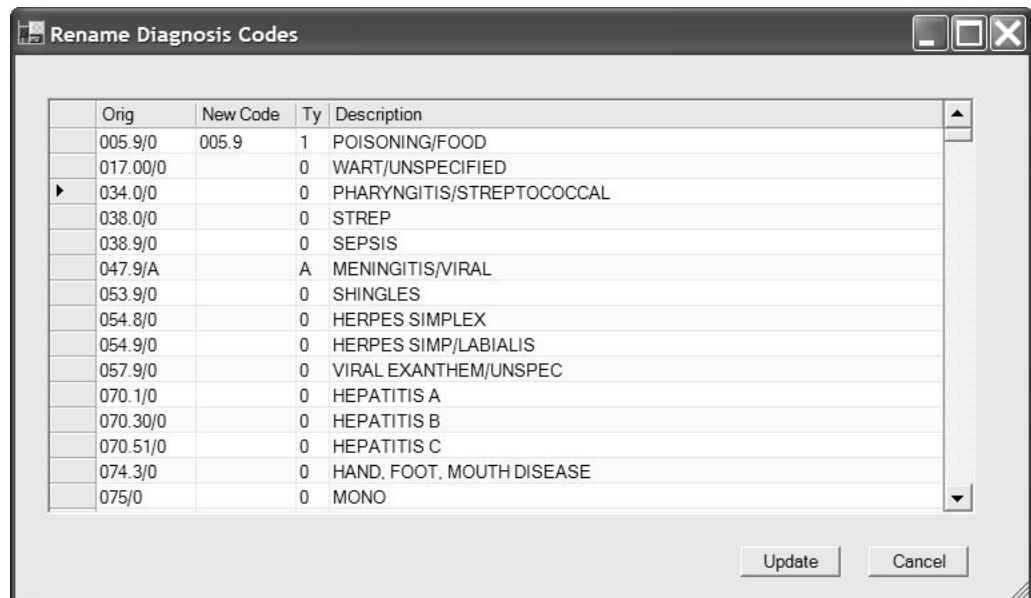 Rename Diagnosis Codes
Orig New Code Ty Description
005.9/0 005.9 1 POISONING/FOOD
017.00/0 0 WART/UNSPECIFIED
034.0/0 0 PHARYNGITIS/STREPTOCOCCAL
038.0/0 0 STREP
038.9/0 0 SEPSIS
047.9/A A MENINGITIS/VIRAL
053.9/0 0 SHINGLES
054.8/0 0 HERPES SIMPLEX
054.9/0 0 HERPES SIMP/LABIALIS
057.9/0 0 VIRAL EXANTHEM/UNSPEC
070.1/0 0 HEPATITIS A
070.30/0 0 HEPATITIS B
070.51/0 0 HEPATITIS C
074.3/0 0 HAND, FOOT, MOUTH DISEASE
075/0 0 MONO
Update Cancel